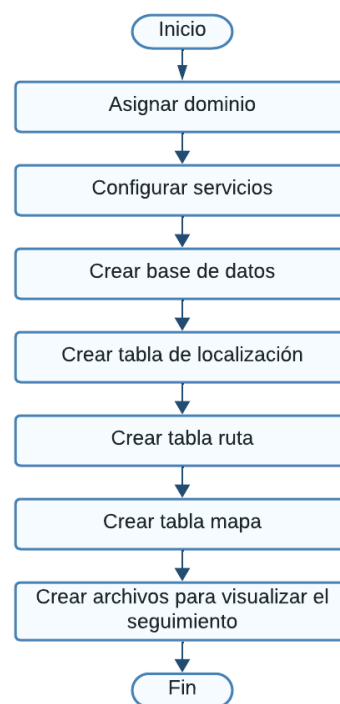 Inicio
Asignar dominio
Configurar servicios
Crear base de datos
Crear tabla de localización
Crear tabla ruta
Crear tabla mapa
Crear archivos para visualizar el
seguimiento
Fin